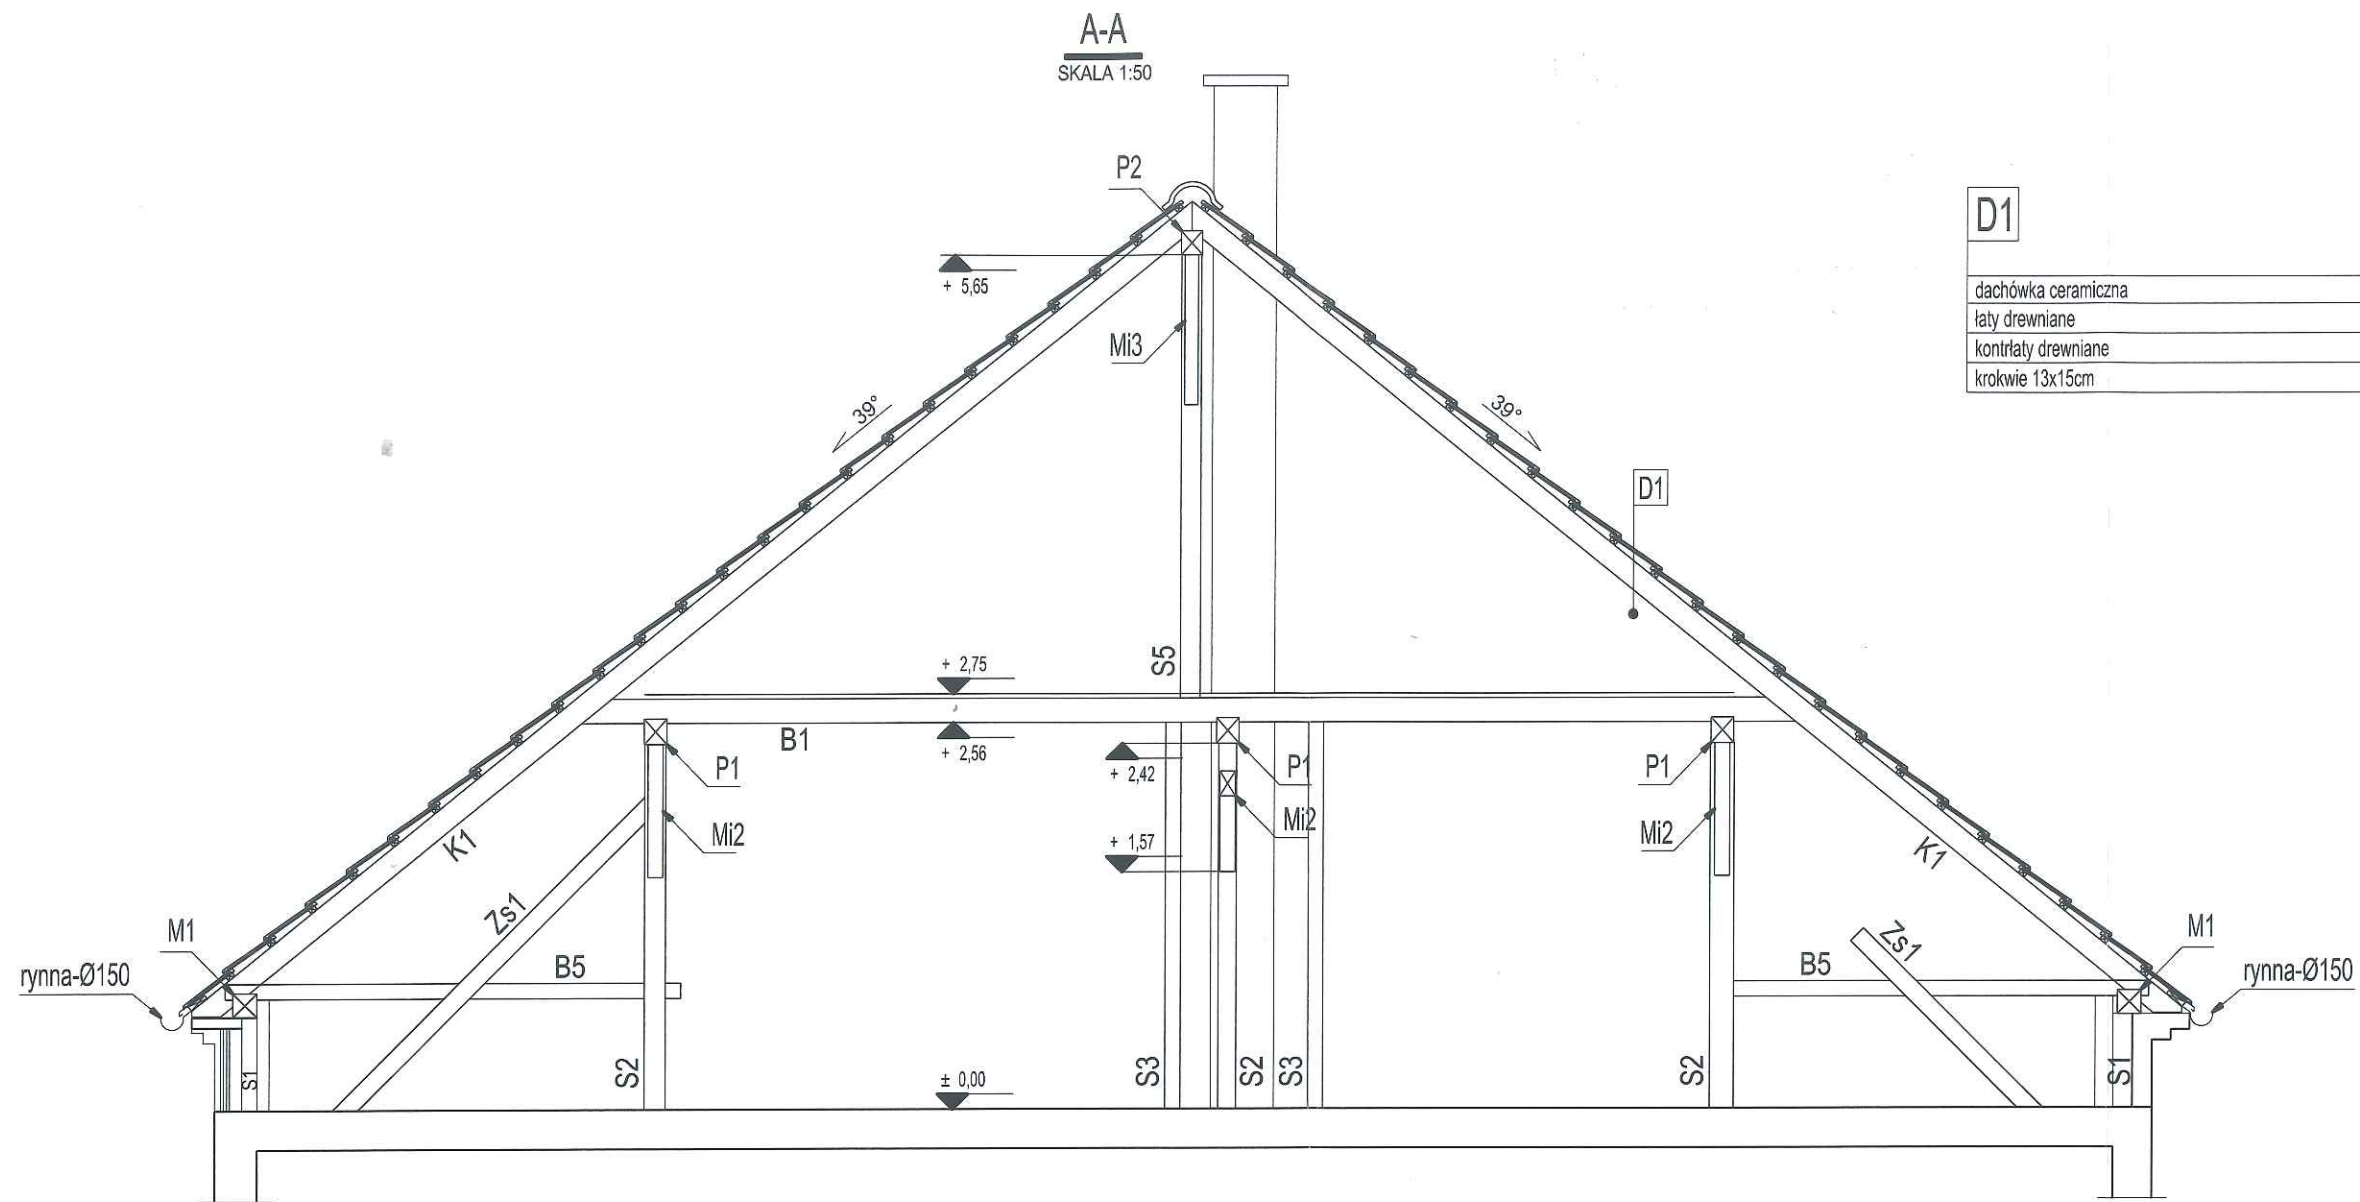 A-A
SKALA 1:50
P2
D1
dachówka ceramiczna
łaty drewniane
kontrłaty drewniane
krokwie 13x15cm
+ 5,65
Mi3
39°
39°
D1
S5
+ 2,75
B1
+ 2,56
P1
+ 2,42
P1
P1
Mi2
Mi2
Mi2
+ 1,57
K1
K1
Zs1
Zs1
M1
M1
B5
B5
rynna-Ø150
rynna-Ø150
S1
S2
± 0,00
S3
S2
S3
S2
S1